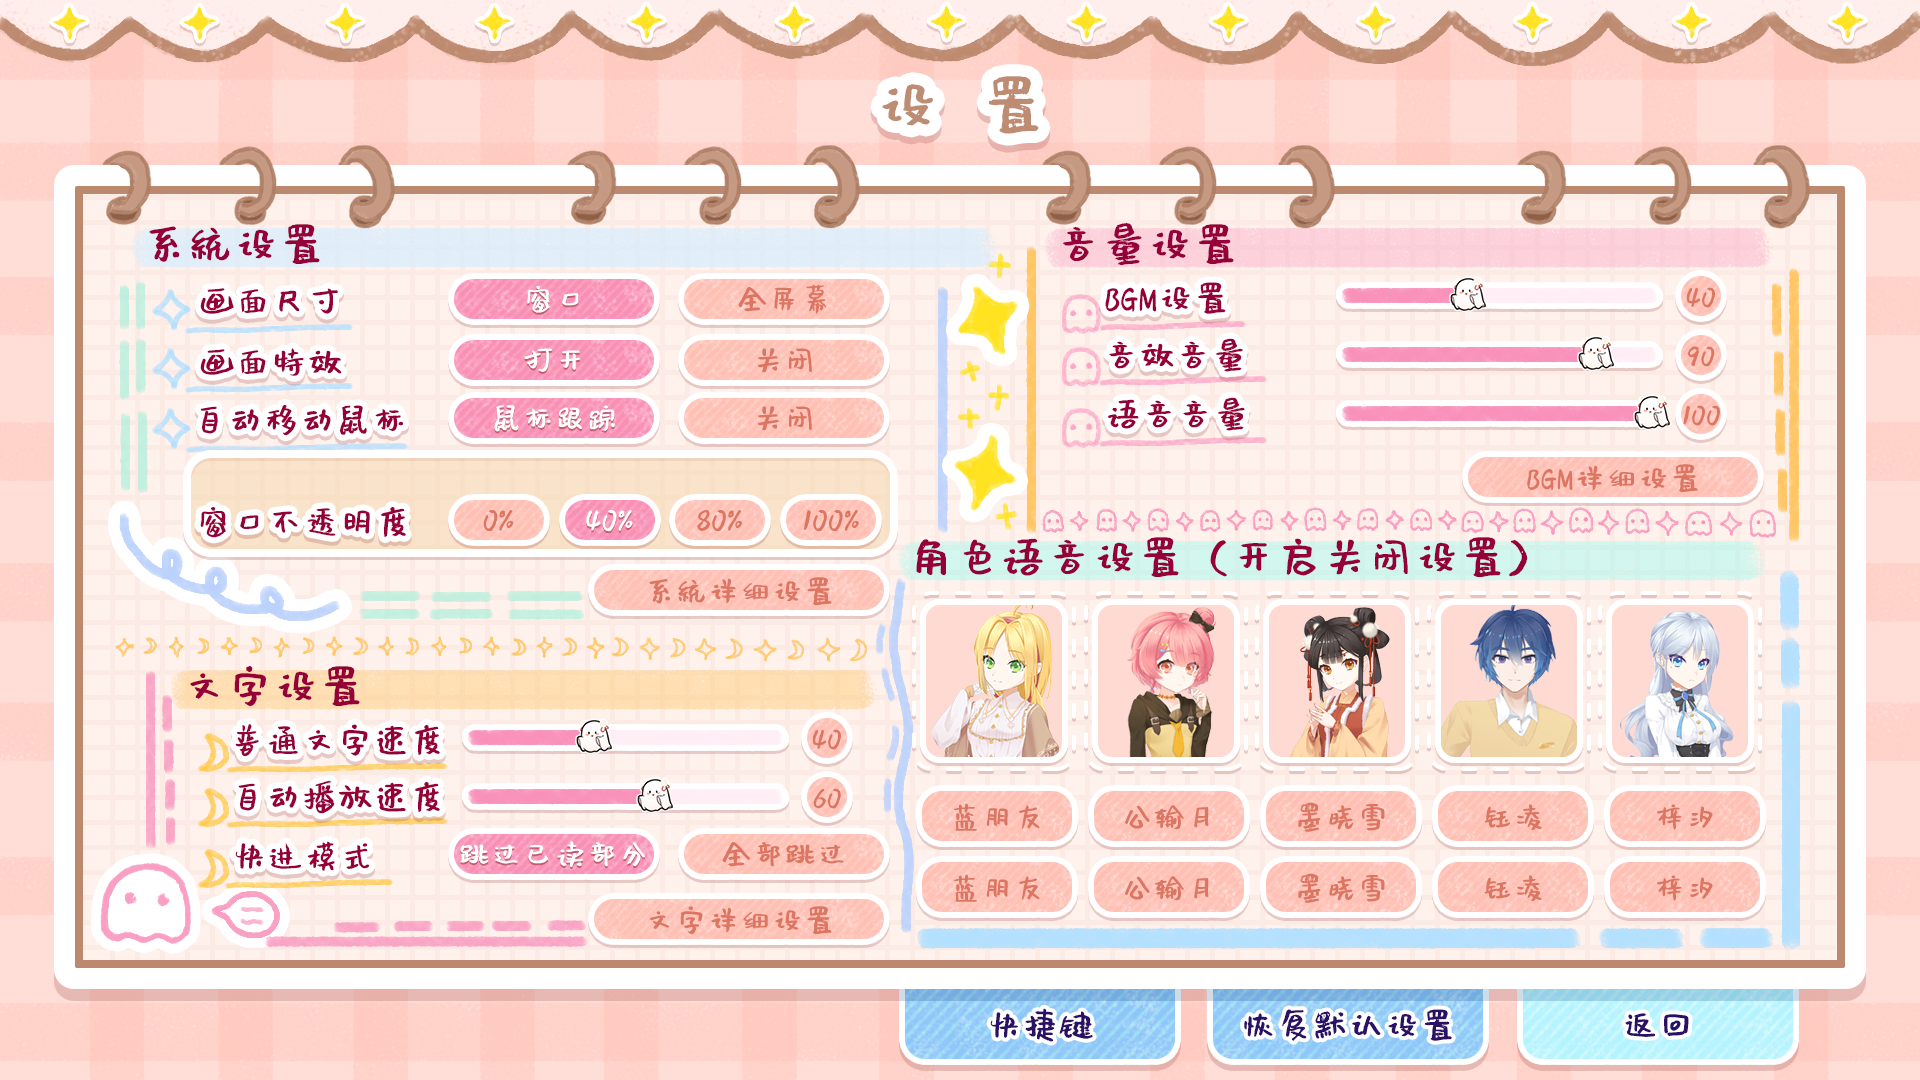 设 置
系统设置
画面尺寸 窗口 全屏幕
画面特效 打开 关闭
自动移动鼠标 鼠标跟踪 关闭
窗口不透明度 0% 40% 80% 100%
系统详细设置
文字设置
普通文字速度 40
自动播放速度 60
快进模式 跳过已读部分 全部跳过
文字详细设置
音量设置
BGM设置 40
音效音量 90
语音音量 100
BGM详细设置
角色语音设置（开启关闭设置）
蓝朋友 公输月 墨晓雪 钰凌 梓汐
蓝朋友 公输月 墨晓雪 钰凌 梓汐
快捷键 恢复默认设置 返回